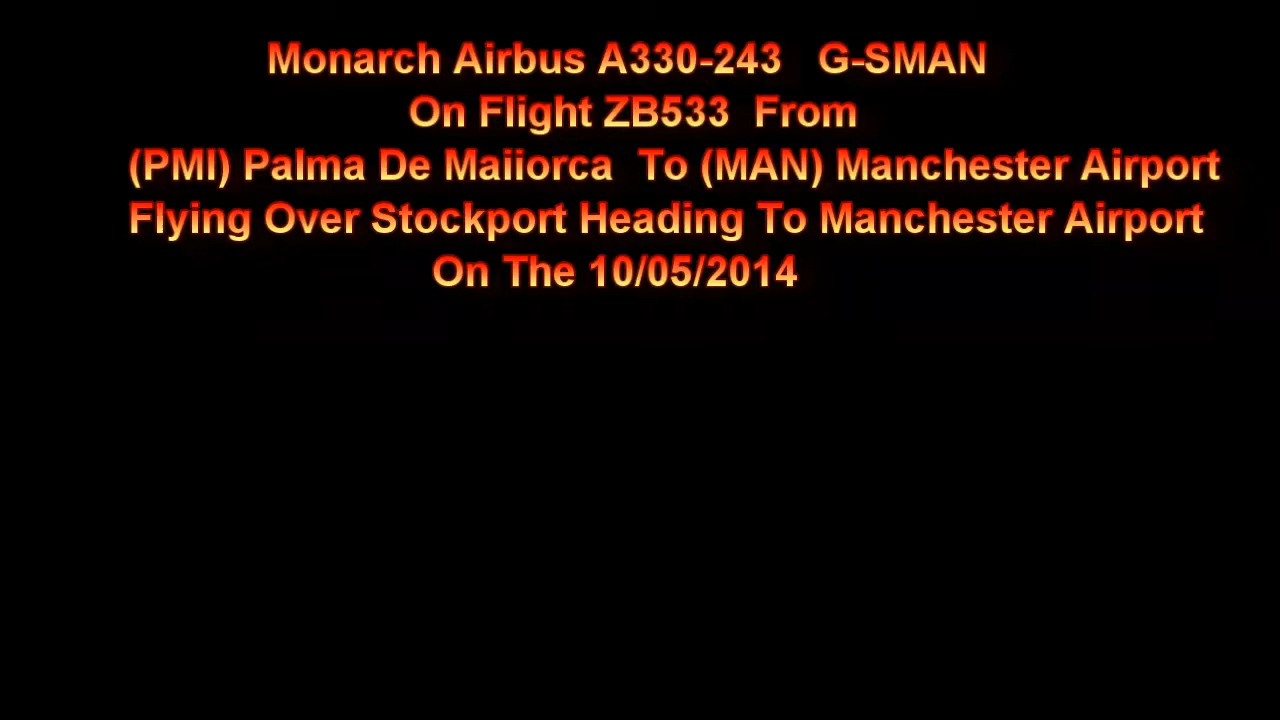 Monarch Airbus A330-243 G-SMAN
On Flight ZB533 From
(PMI) Palma De Maiiorca To (MAN) Manchester Airport
Flying Over Stockport Heading To Manchester Airport
On The 10/05/2014